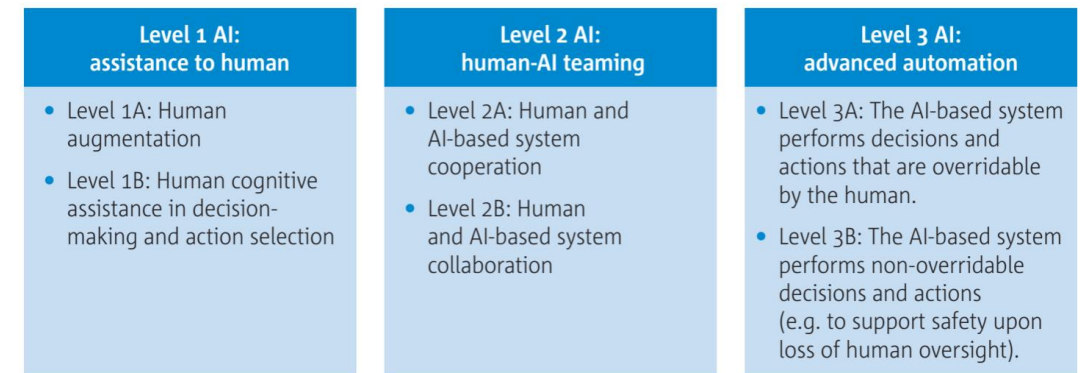 Level 1 AI:
assistance to human
• Level 1A: Human
augmentation
• Level 1B: Human cognitive
assistance in decision-
making and action selection
Level 2 AI:
human-AI teaming
• Level 2A: Human and
AI-based system
cooperation
• Level 2B: Human
and AI-based system
collaboration
Level 3 AI:
advanced automation
• Level 3A: The AI-based system
performs decisions and
actions that are overridable
by the human.
• Level 3B: The AI-based system
performs non-overridable
decisions and actions
(e.g. to support safety upon
loss of human oversight).